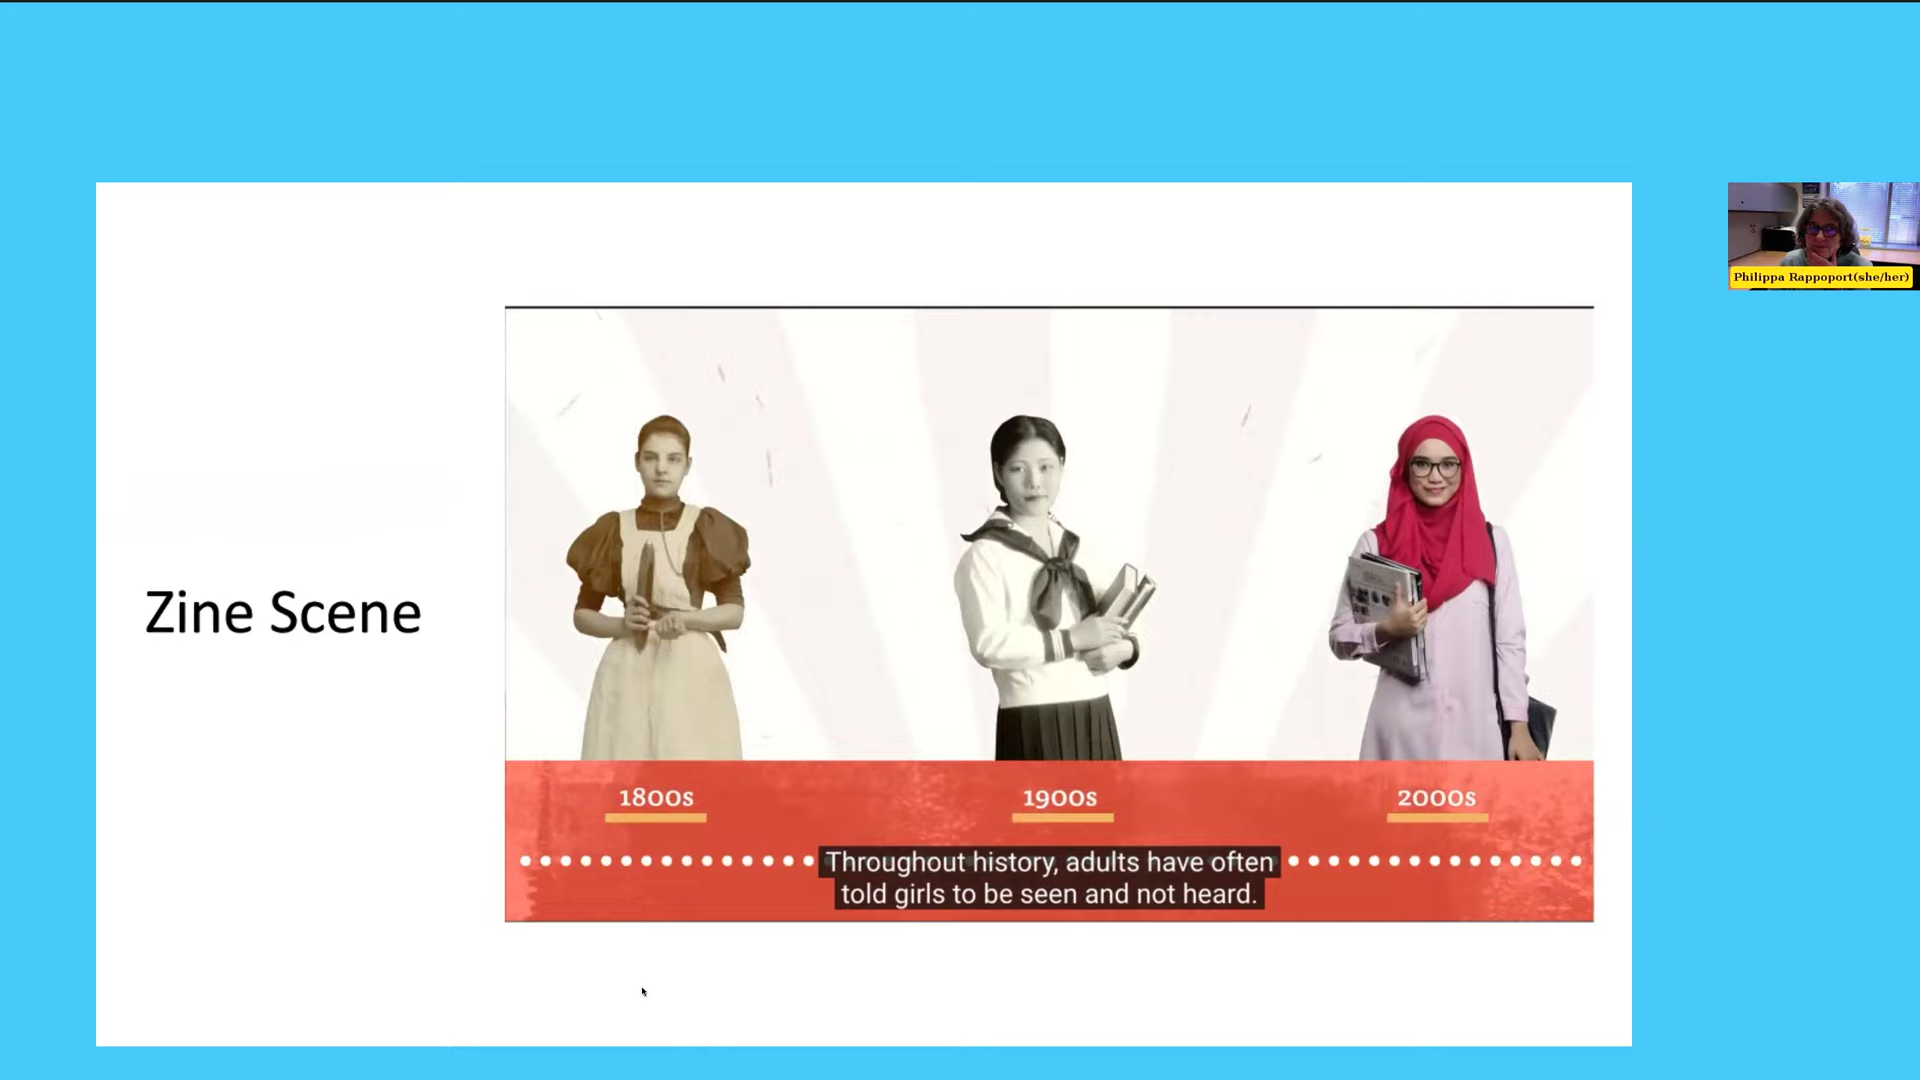 Philippa Rappoport(she/her)
Zine Scene
1800s
1900s
2000s
Throughout history, adults have often
told girls to be seen and not heard.